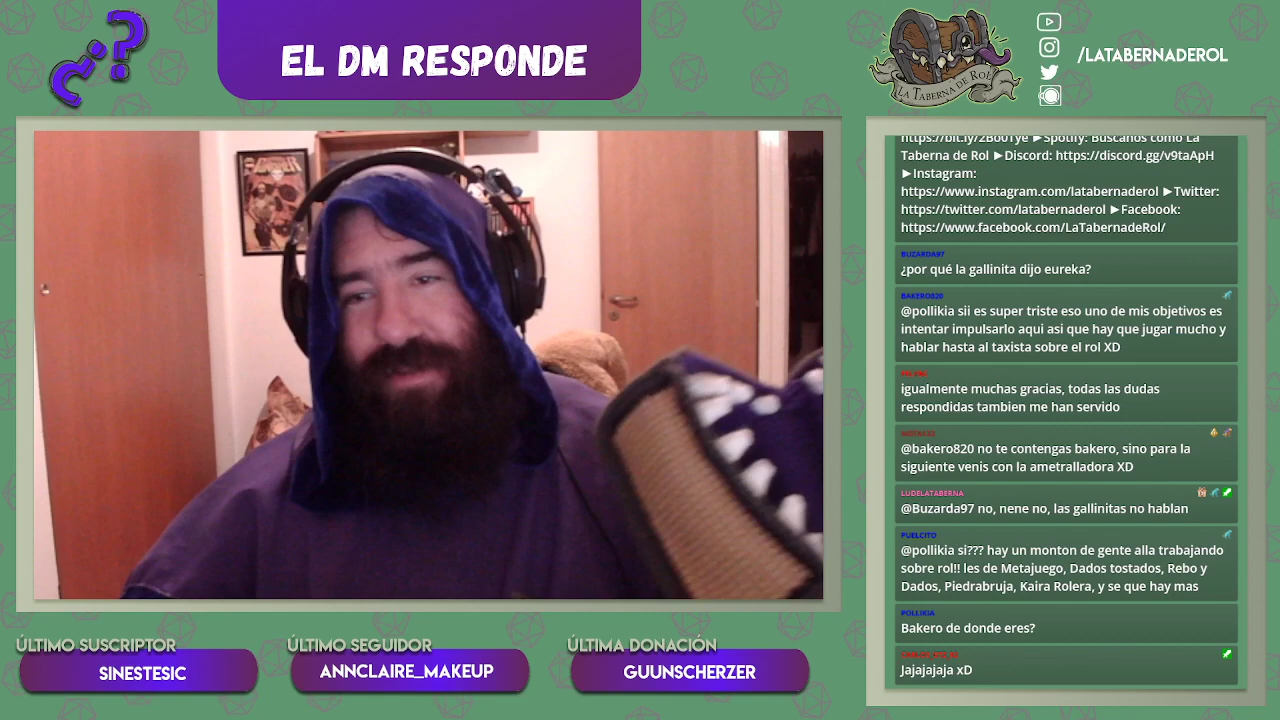 EL DM RESPONDE
LA TABERNA DE ROL
/LATABERNADEROL
Taberna de Rol ►Discord: https://discord.gg/v9taApH
►Instagram:
https://www.instagram.com/latabernaderol ►Twitter:
https://twitter.com/latabernaderol ►Facebook:
https://www.facebook.com/LaTabernadeRol/
BUZARDA97
¿por qué la gallinita dijo eureka?
BAKERO820
@pollikia sii es super triste eso uno de mis objetivos es
intentar impulsarlo aqui asi que hay que jugar mucho y
hablar hasta al taxista sobre el rol XD
igualmente muchas gracias, todas las dudas
respondidas tambien me han servido
@bakero820 no te contengas bakero, sino para la
siguiente venis con la ametralladora XD
LUDELATABERNA
@Buzarda97 no, nene no, las gallinitas no hablan
PUELCITO
@pollikia si??? hay un monton de gente alla trabajando
sobre rol!! les de Metajuego, Dados tostados, Rebo y
Dados, Piedrabruja, Kaira Rolera, y se que hay mas
POLLIKIA
Bakero de donde eres?
Jajajajaja xD
ÚLTIMO SUSCRIPTOR
SINESTESIC
ÚLTIMO SEGUIDOR
ANNCLAIRE_MAKEUP
ÚLTIMA DONACIÓN
GUUNSCHERZER